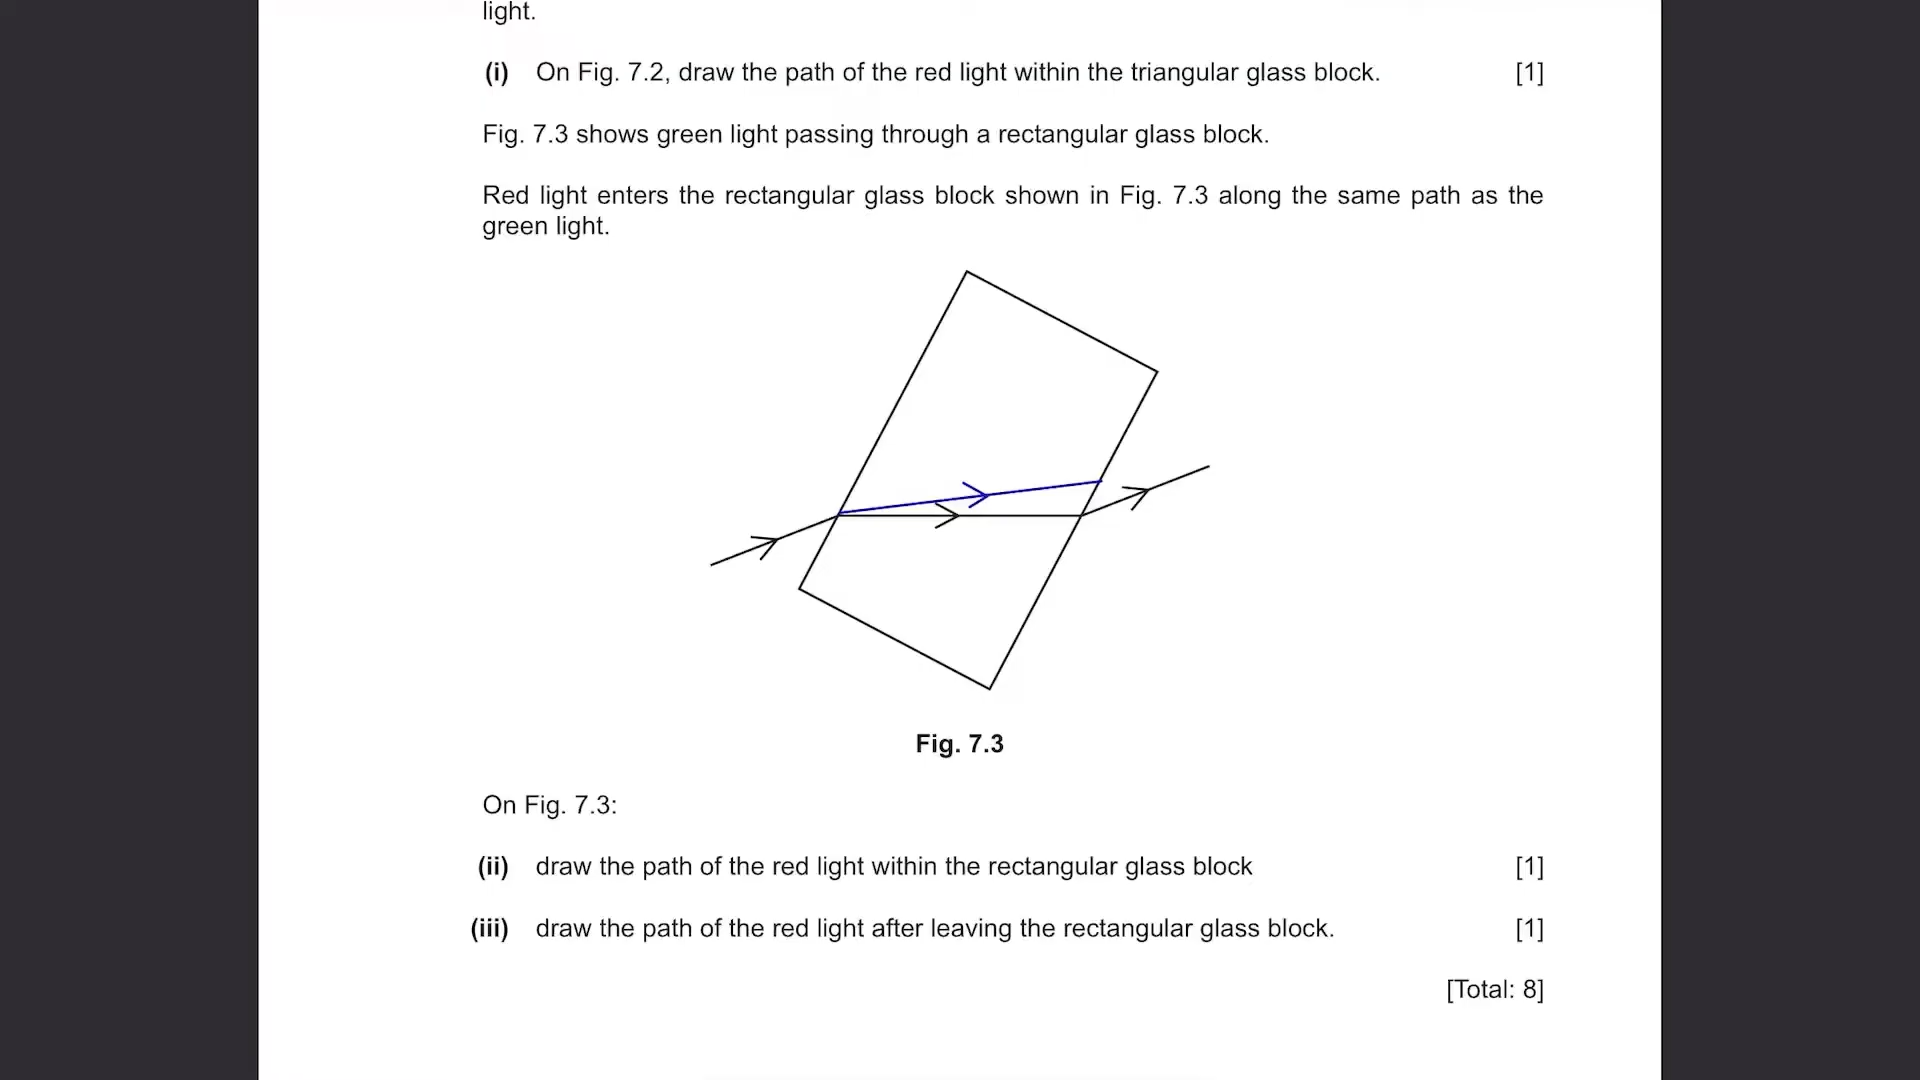 light.
(i) On Fig. 7.2, draw the path of the red light within the triangular glass block. [1]
Fig. 7.3 shows green light passing through a rectangular glass block.
Red light enters the rectangular glass block shown in Fig. 7.3 along the same path as the
green light.
Fig. 7.3
On Fig. 7.3:
(ii) draw the path of the red light within the rectangular glass block [1]
(iii) draw the path of the red light after leaving the rectangular glass block. [1]
[Total: 8]